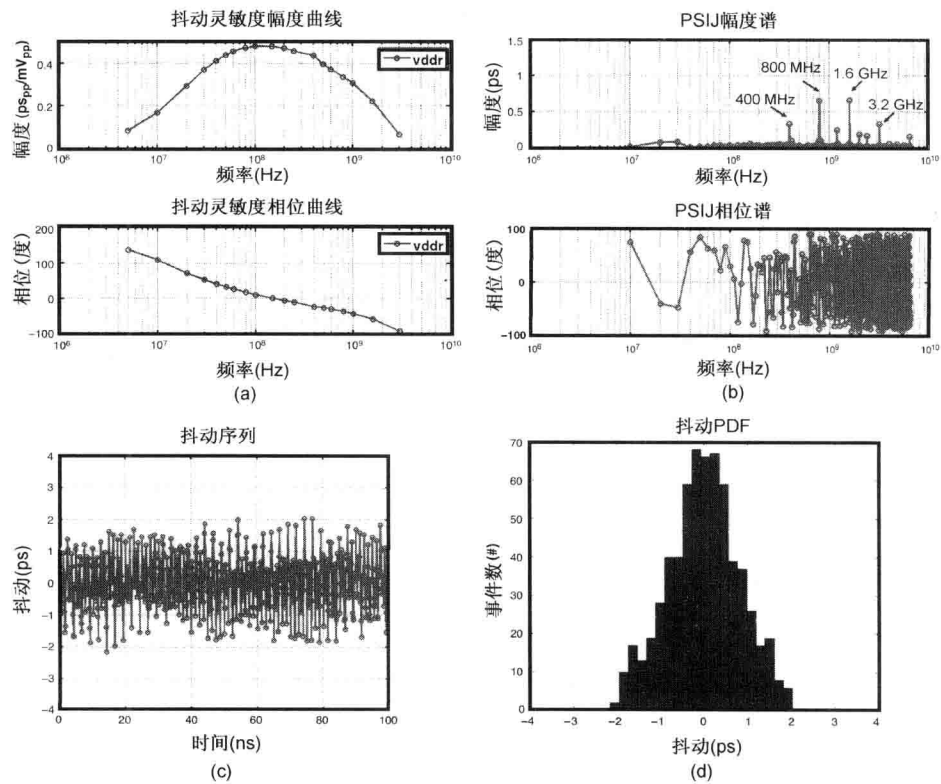 抖动灵敏度幅度曲线
幅度 (ps_pp/mV_pp)
0.4
0.2
0
vddr
10^6 10^7 10^8 10^9 10^10
频率(Hz)
抖动灵敏度相位曲线
相位 (度)
200
100
0
-100
vddr
10^6 10^7 10^8 10^9 10^10
频率(Hz)
(a)
PSIJ幅度谱
幅度(ps)
1.5
1
0.5
0
400 MHz
800 MHz
1.6 GHz
3.2 GHz
10^6 10^7 10^8 10^9 10^10
频率(Hz)
PSIJ相位谱
相位 (度)
100
50
0
-50
-100
10^6 10^7 10^8 10^9 10^10
频率(Hz)
(b)
抖动序列
抖动(ps)
4
3
2
1
0
-1
-2
-3
-4
0 20 40 60 80 100
时间(ns)
(c)
抖动PDF
事件数(#)
70
60
50
40
30
20
10
0
-4 -3 -2 -1 0 1 2 3 4
抖动(ps)
(d)